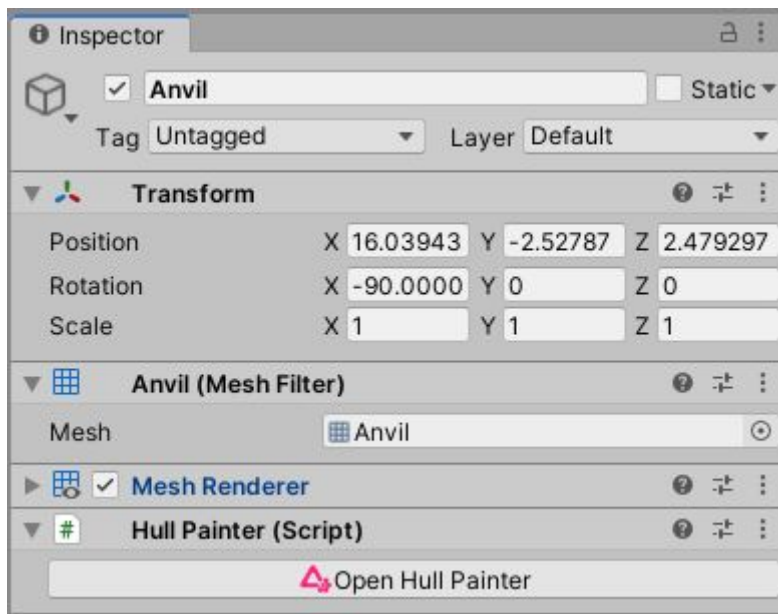 Inspector
Anvil Static
Tag Untagged Layer Default
Transform
Position X 16.03943 Y -2.52787 Z 2.479297
Rotation X -90.0000 Y 0 Z 0
Scale X 1 Y 1 Z 1
Anvil (Mesh Filter)
Mesh Anvil
Mesh Renderer
# Hull Painter (Script)
Open Hull Painter